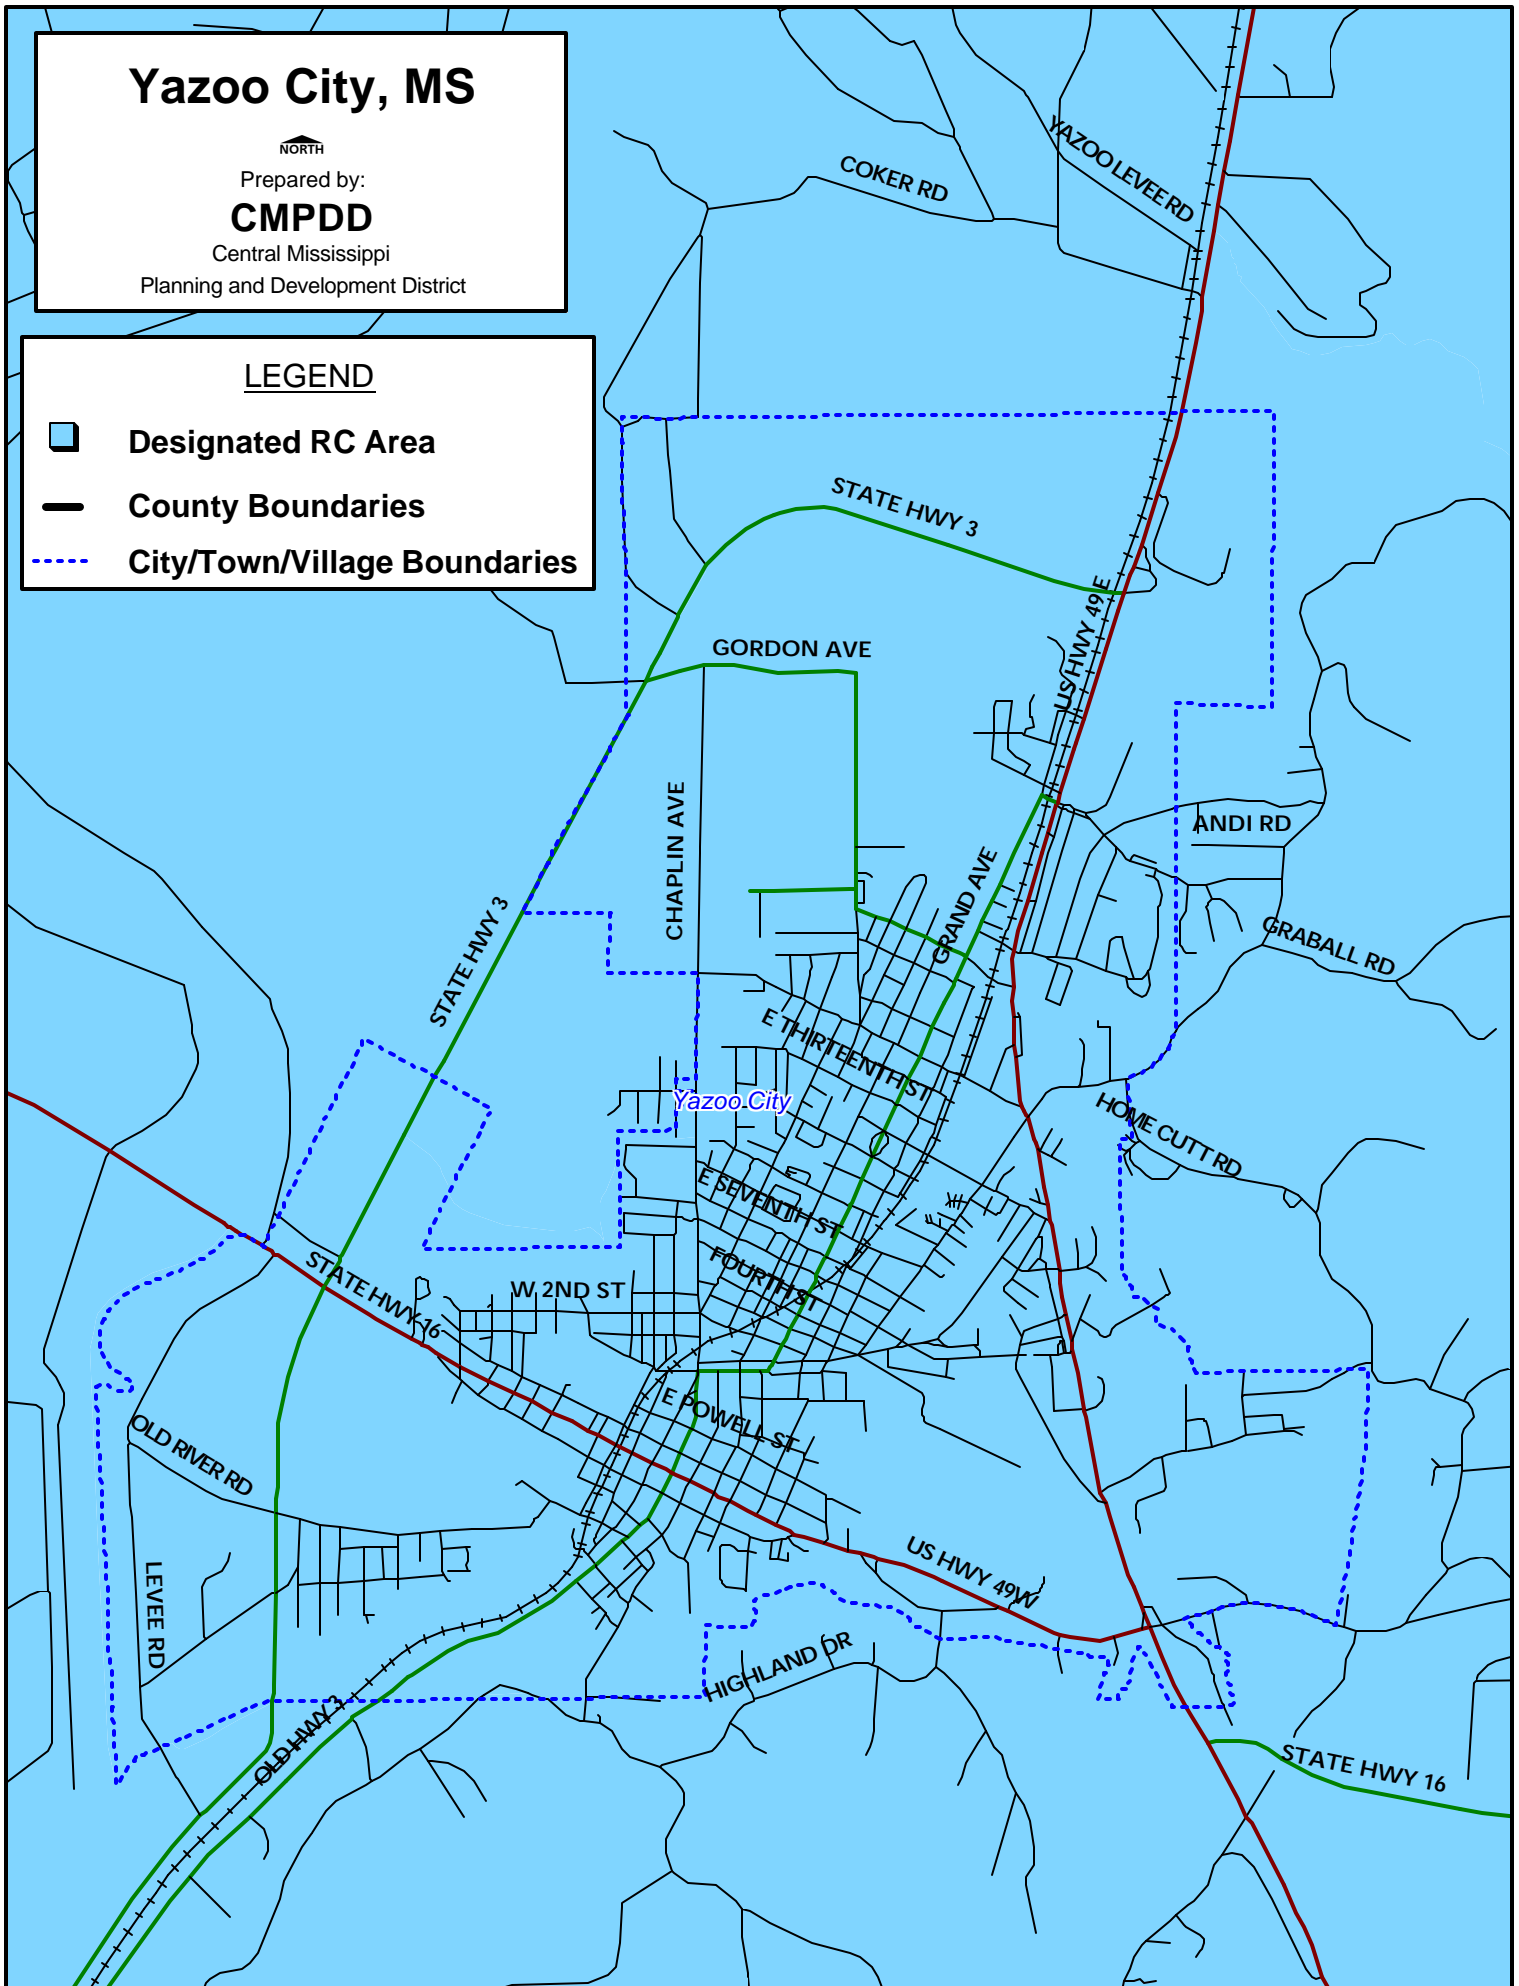 Yazoo City, MS
NORTH
Prepared by:
CMPDD
Central Mississippi
Planning and Development District
LEGEND
Designated RC Area
County Boundaries
City/Town/Village Boundaries
COKER RD
YAZOO LEVEE RD
STATE HWY 3
US HWY 49 E
GORDON AVE
CHAPLIN AVE
ANDI RD
GRAND AVE
STATE HWY 3
GRABALL RD
E THIRTEENTH ST
Yazoo City
HOME CUTT RD
E SEVENTH ST
FOURTH ST
STATE HWY 16
W 2ND ST
E POWELL ST
OLD RIVER RD
US HWY 49W
LEVEE RD
HIGHLAND DR
OLD HWY 3
STATE HWY 16